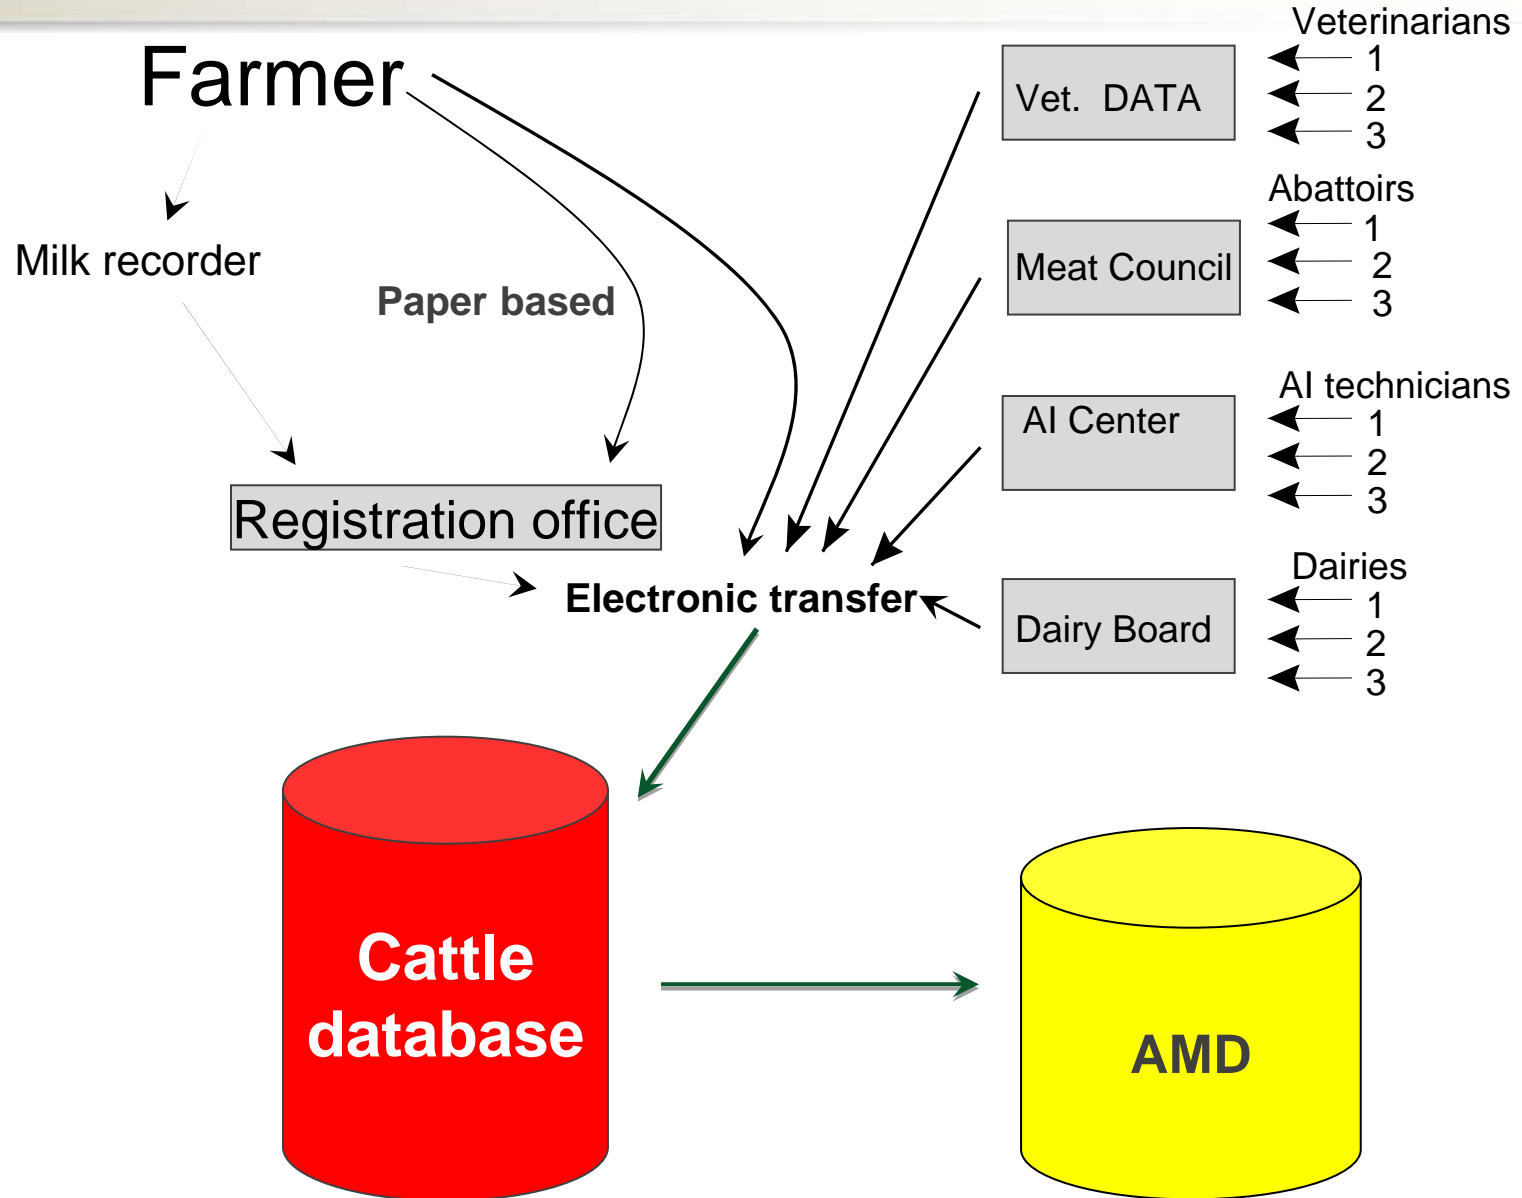 Farmer
Milk recorder
Paper based
Registration office
Electronic transfer
Veterinarians
Vet. DATA
1
2
3
Abattoirs
Meat Council
1
2
3
AI technicians
AI Center
1
2
3
Dairies
Dairy Board
1
2
3
Cattle
database
AMD